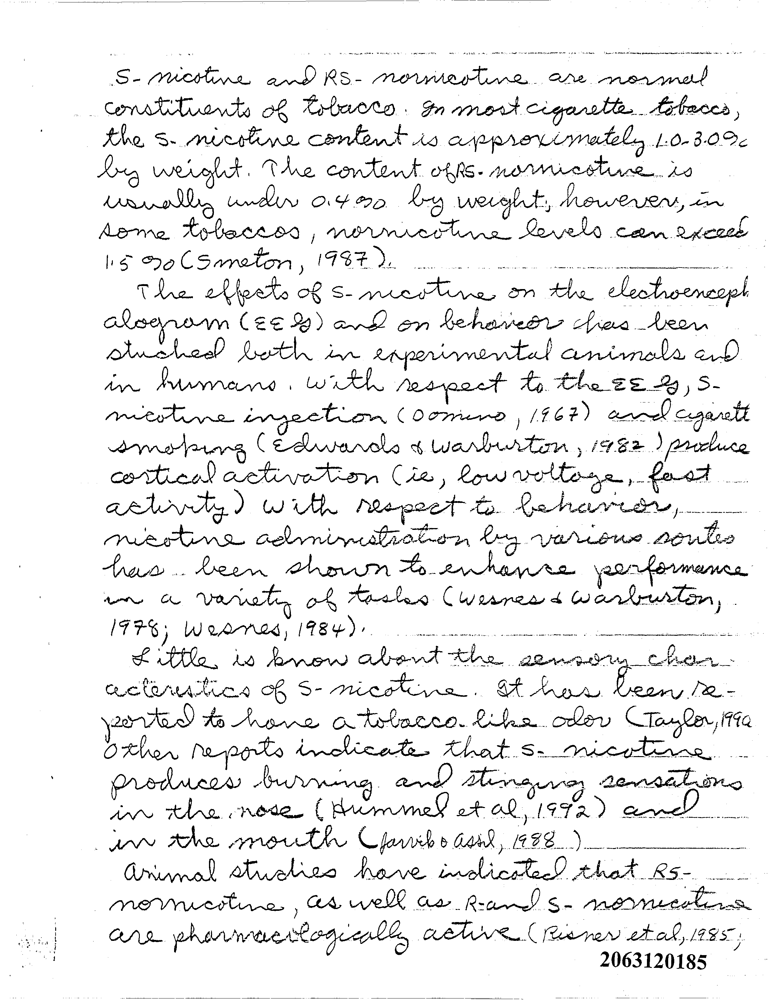 S-nicotine and RS-nornicotine are normal
constituents of tobacco. In most cigarette tobacco,
the S-nicotine content is approximately 1.0-3.0%
by weight. The content of RS-nornicotine is
usually under 0.4% by weight; however, in
some tobaccos, nornicotine levels can exceed
1.5% (Smeton, 1987).
The effects of S-nicotine on the electroenceph
alogram (EEG) and on behavior has been
studied both in experimental animals and
in humans. With respect to the EEG, S-
nicotine injection (Domino, 1967) and cigarett
smoking (Edwards & Warburton, 1982) produce
cortical activation (ie, low voltage, fast
activity) With respect to behavior,
nicotine administration by various routes
has been shown to enhance performance
in a variety of tasks (Wesnes & Warburton,
1978; Wesnes, 1984).
Little is know about the sensory char-
acteristics of S-nicotine. It has been re-
ported to have a tobacco-like odor (Taylor,
Other reports indicate that S-nicotine
produces burning and stinging sensations
in the nose (Hummel et al, 1992) and
in the mouth ( 1988 )
Animal studies have indicated that RS-
nornicotine, as well as R-and S-nornicotine
are pharmacologically active (Risner et al, 1985;
2063120185